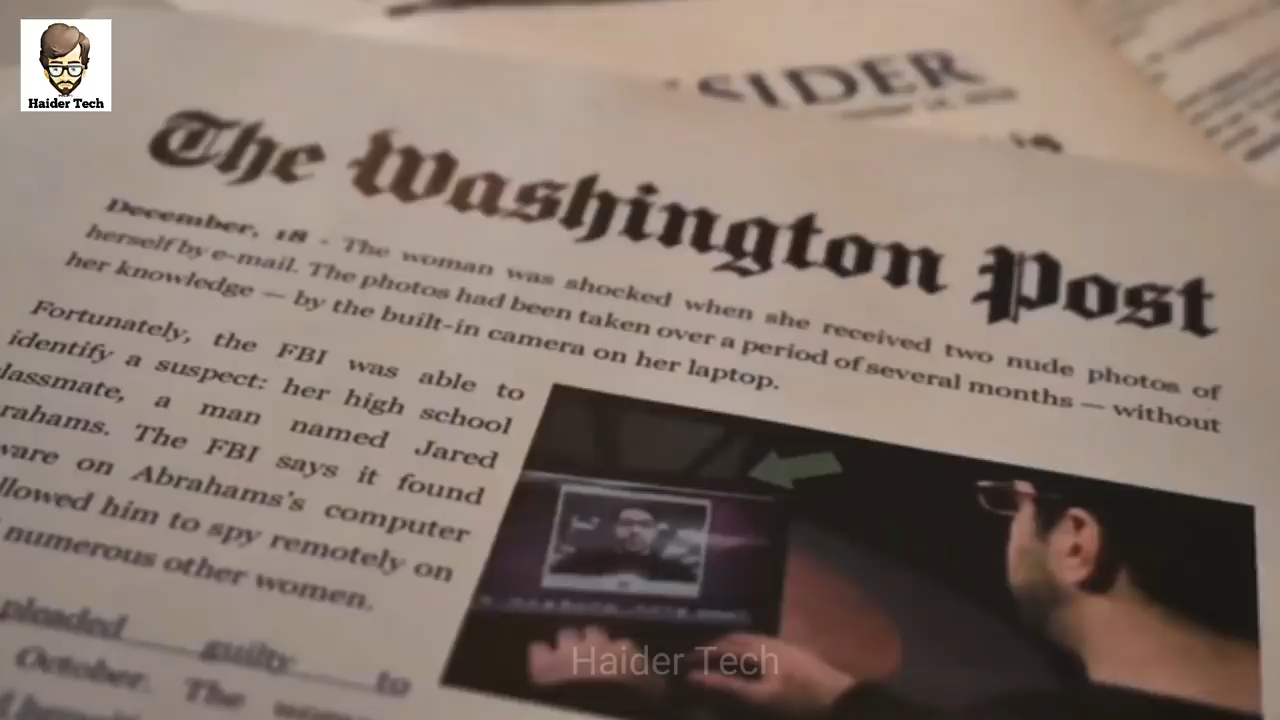 Haider Tech
SIDER
The Washington Post
December, 18 - The woman was shocked when she received two nude photos of
herself by e-mail. The photos had been taken over a period of several months — without
her knowledge — by the built-in camera on her laptop.
Fortunately, the FBI was able to
identify a suspect: her high school
lassmate, a man named Jared
rahams. The FBI says it found
ware on Abrahams's computer
llowed him to spy remotely on
numerous other women.
pleaded guilty to
October. The
Haider Tech